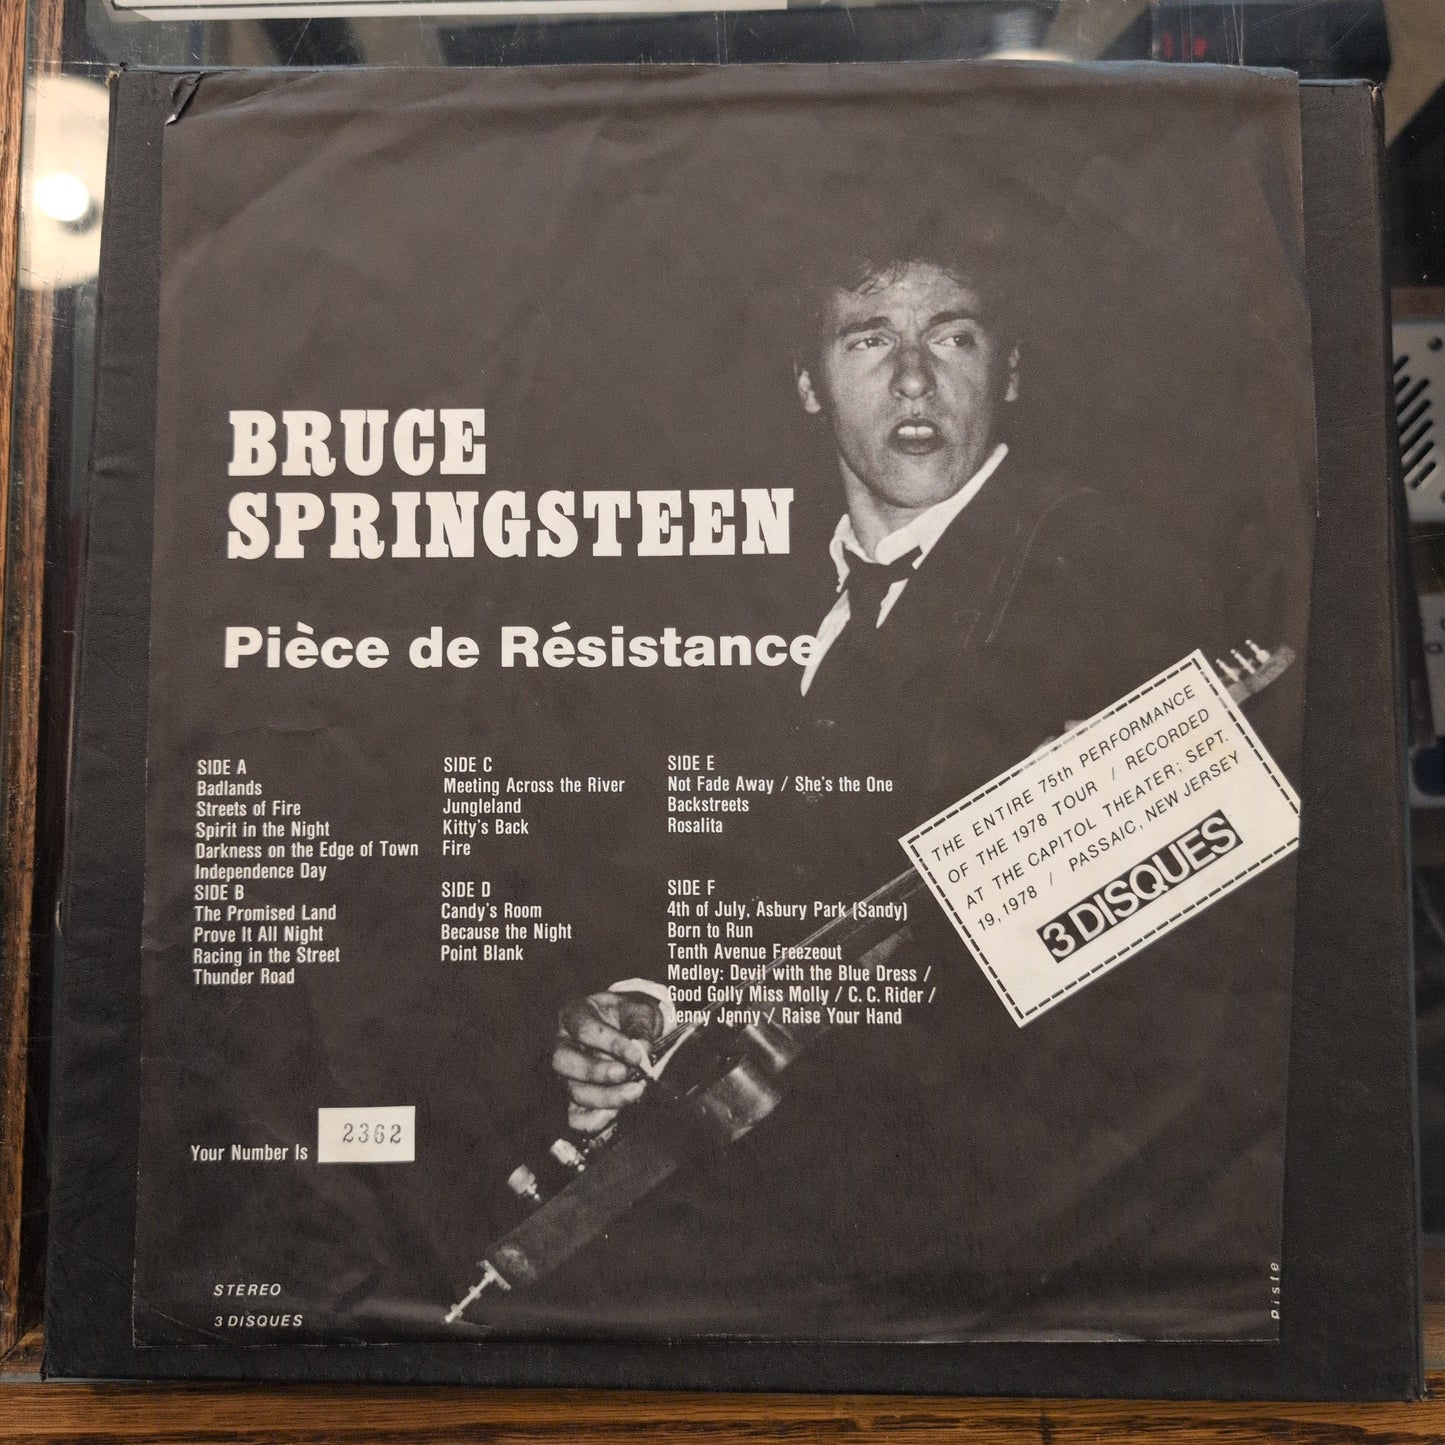 BRUCE
SPRINGSTEEN
Pièce de Résistance
SIDE A
Badlands
Streets of Fire
Spirit in the Night
Darkness on the Edge of Town
Independence Day
SIDE B
The Promised Land
Prove It All Night
Racing in the Street
Thunder Road
SIDE C
Meeting Across the River
Jungleland
Kitty's Back
Fire
SIDE D
Candy's Room
Because the Night
Point Blank
SIDE E
Not Fade Away / She's the One
Backstreets
Rosalita
SIDE F
4th of July, Asbury Park (Sandy)
Born to Run
Tenth Avenue Freezeout
Medley: Devil with the Blue Dress /
Good Golly Miss Molly / C. C. Rider /
Jenny Jenny / Raise Your Hand
THE ENTIRE 75th PERFORMANCE
OF THE 1978 TOUR / RECORDED
AT THE CAPITOL THEATER; SEPT.
19, 1978 / PASSAIC, NEW JERSEY
3 DISQUES
Your Number Is 2362
STEREO
3 DISQUES
piste